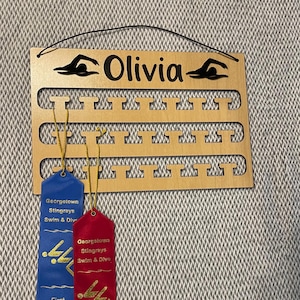 Olivia
Georgetown
Stingrays
Swim & Dive
Georgetown
Stingrays
Swim & Dive